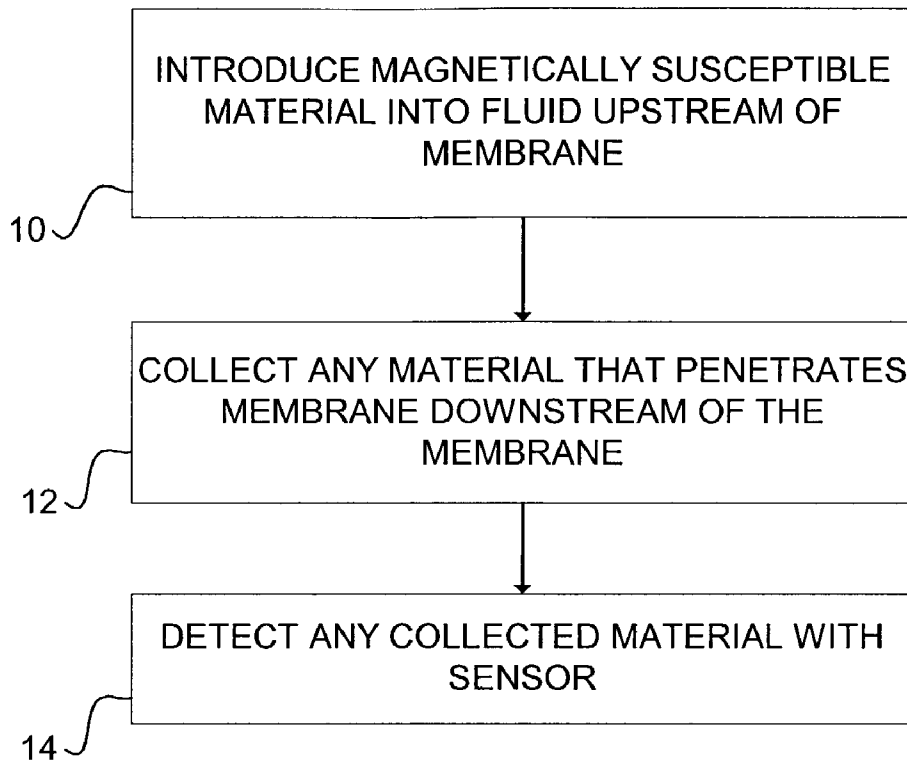 INTRODUCE MAGNETICALLY SUSCEPTIBLE
MATERIAL INTO FLUID UPSTREAM OF
MEMBRANE
10
COLLECT ANY MATERIAL THAT PENETRATES
MEMBRANE DOWNSTREAM OF THE
MEMBRANE
12
DETECT ANY COLLECTED MATERIAL WITH
SENSOR
14